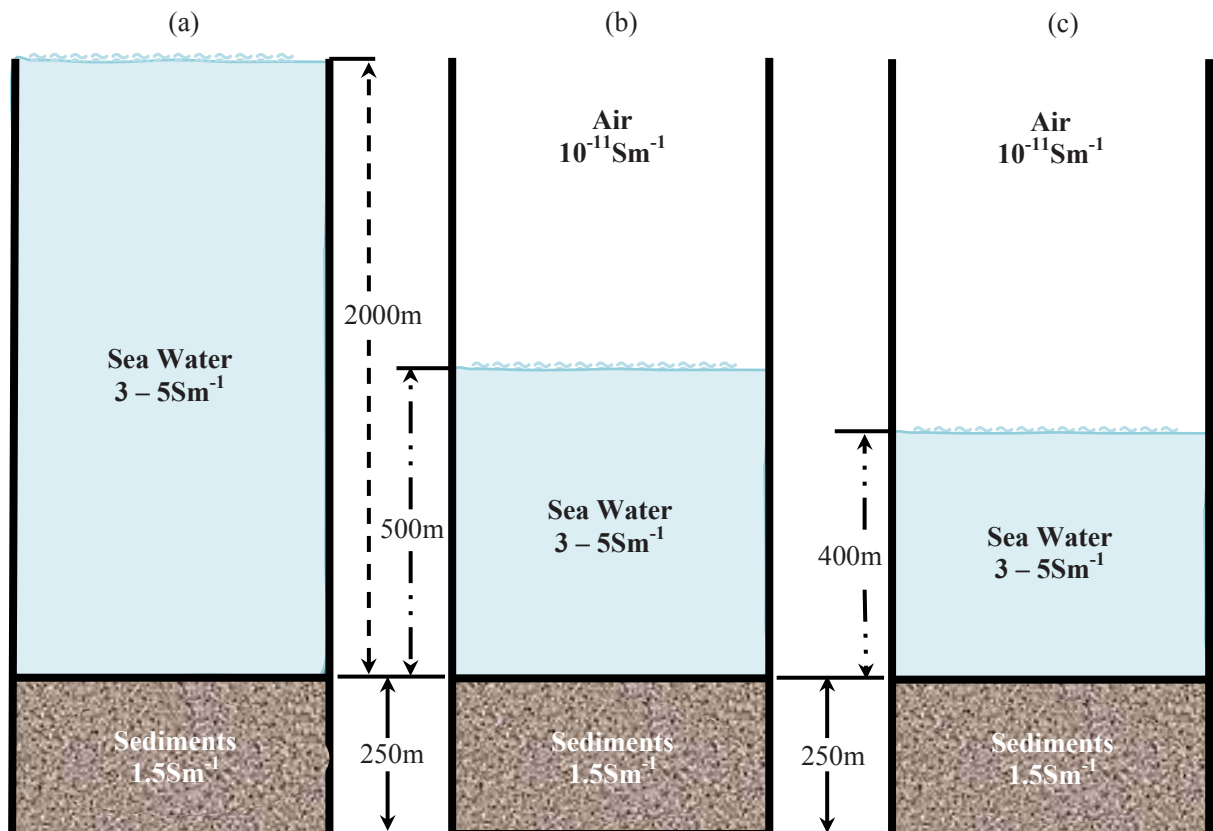 (a)
(b)
(c)
Air
10⁻¹¹Sm⁻¹
Air
10⁻¹¹Sm⁻¹
2000m
Sea Water
3 – 5Sm⁻¹
500m
Sea Water
3 – 5Sm⁻¹
400m
Sea Water
3 – 5Sm⁻¹
Sediments
1.5Sm⁻¹
250m
Sediments
1.5Sm⁻¹
250m
Sediments
1.5Sm⁻¹